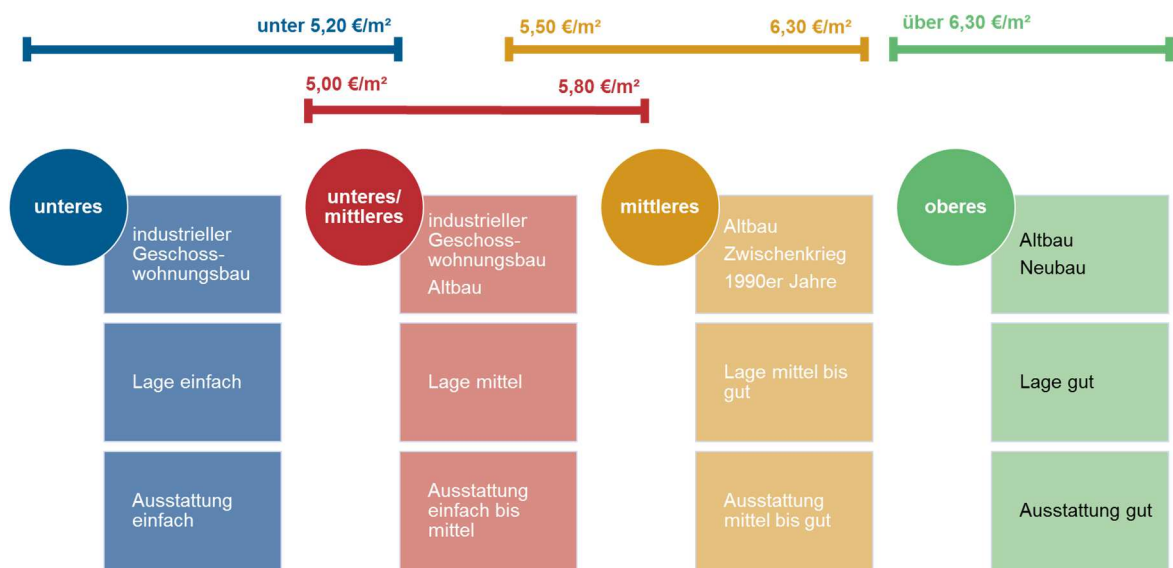 unter 5,20 €/m²
5,50 €/m²
6,30 €/m²
über 6,30 €/m²
5,00 €/m²
5,80 €/m²
unteres
industrieller
Geschoss-
wohnungsbau
Lage einfach
Ausstattung
einfach
unteres/
mittleres
industrieller
Geschoss-
wohnungsbau
Altbau
Lage mittel
Ausstattung
einfach bis
mittel
mittleres
Altbau
Zwischenkrieg
1990er Jahre
Lage mittel bis
gut
Ausstattung
mittel bis gut
oberes
Altbau
Neubau
Lage gut
Ausstattung gut